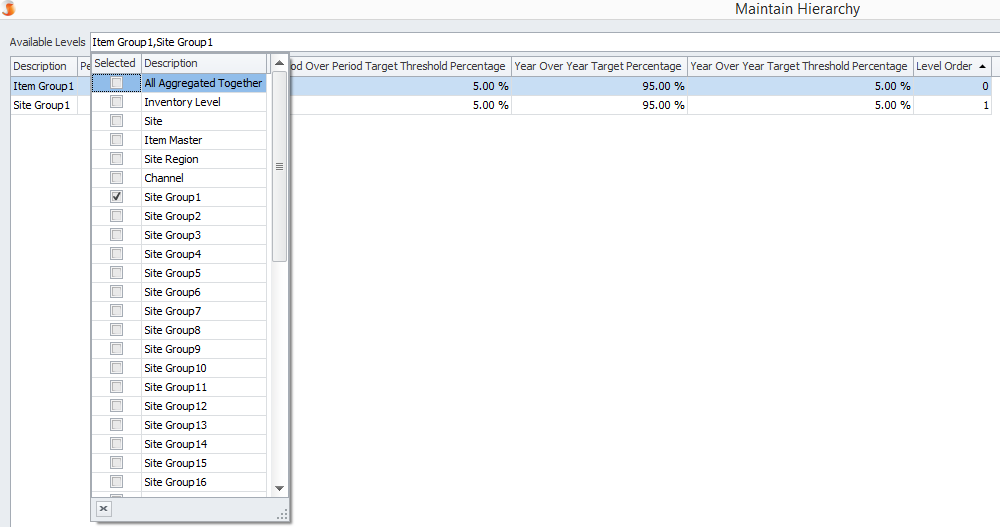 Maintain Hierarchy
Available Levels Item Group1,Site Group1
Description Pe od Over Period Target Threshold Percentage Year Over Year Target Percentage Year Over Year Target Threshold Percentage Level Order
Item Group1 5.00 % 95.00 % 5.00 % 0
Site Group1 5.00 % 95.00 % 5.00 % 1
Selected Description
All Aggregated Together
Inventory Level
Site
Item Master
Site Region
Channel
Site Group1
Site Group2
Site Group3
Site Group4
Site Group5
Site Group6
Site Group7
Site Group8
Site Group9
Site Group10
Site Group11
Site Group12
Site Group13
Site Group14
Site Group15
Site Group16